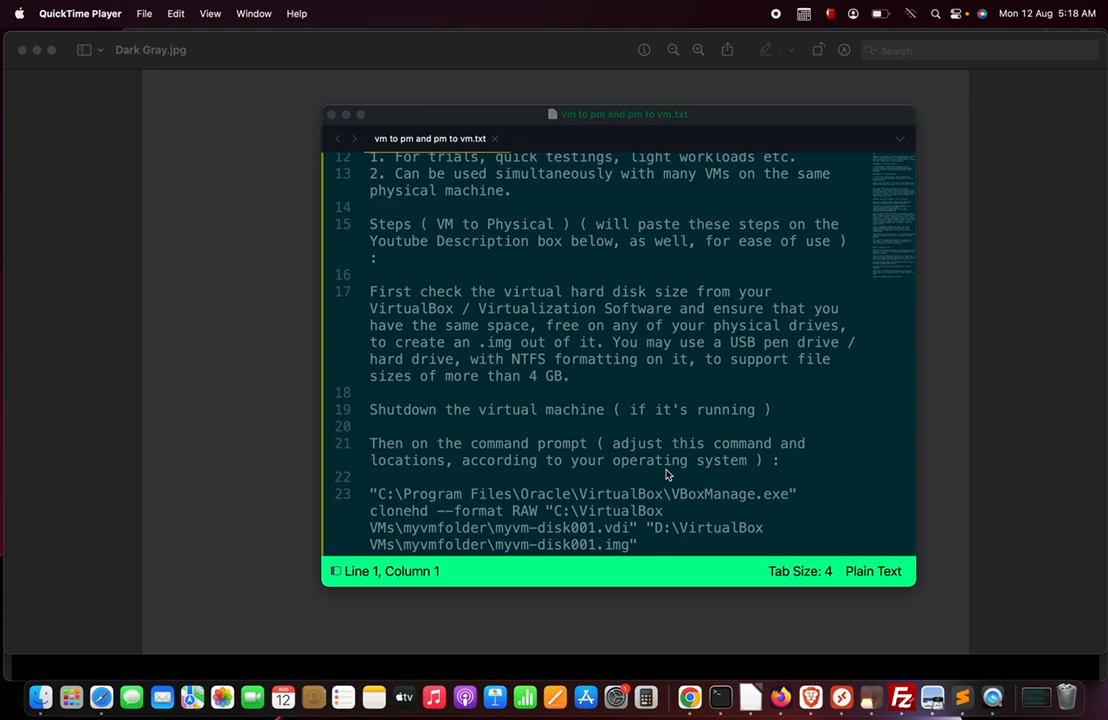 QuickTime Player File Edit View Window Help Mon 12 Aug 5:18 AM
Dark Gray.jpg
Search
vm to pm and pm to vm.txt
vm to pm and pm to vm.txt
12 1. For trials, quick testings, light workloads etc.
13 2. Can be used simultaneously with many VMs on the same
physical machine.
14
15 Steps ( VM to Physical ) ( will paste these steps on the
Youtube Description box below, as well, for ease of use )
:
16
17 First check the virtual hard disk size from your
VirtualBox / Virtualization Software and ensure that you
have the same space, free on any of your physical drives,
to create an .img out of it. You may use a USB pen drive /
hard drive, with NTFS formatting on it, to support file
sizes of more than 4 GB.
18
19 Shutdown the virtual machine ( if it's running )
20
21 Then on the command prompt ( adjust this command and
locations, according to your operating system ) :
22
23 "C:\Program Files\Oracle\VirtualBox\VBoxManage.exe"
clonehd --format RAW "C:\VirtualBox
VMs\myvmfolder\myvm-disk001.vdi" "D:\VirtualBox
VMs\myvmfolder\myvm-disk001.img"
Line 1, Column 1 Tab Size: 4 Plain Text
AUG
12
tv
1
Fz